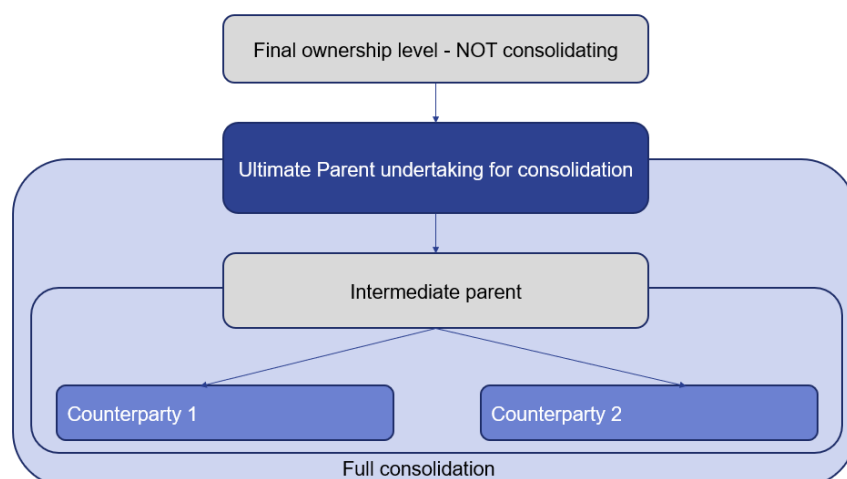 Final ownership level - NOT consolidating
Ultimate Parent undertaking for consolidation
Intermediate parent
Counterparty 1
Counterparty 2
Full consolidation